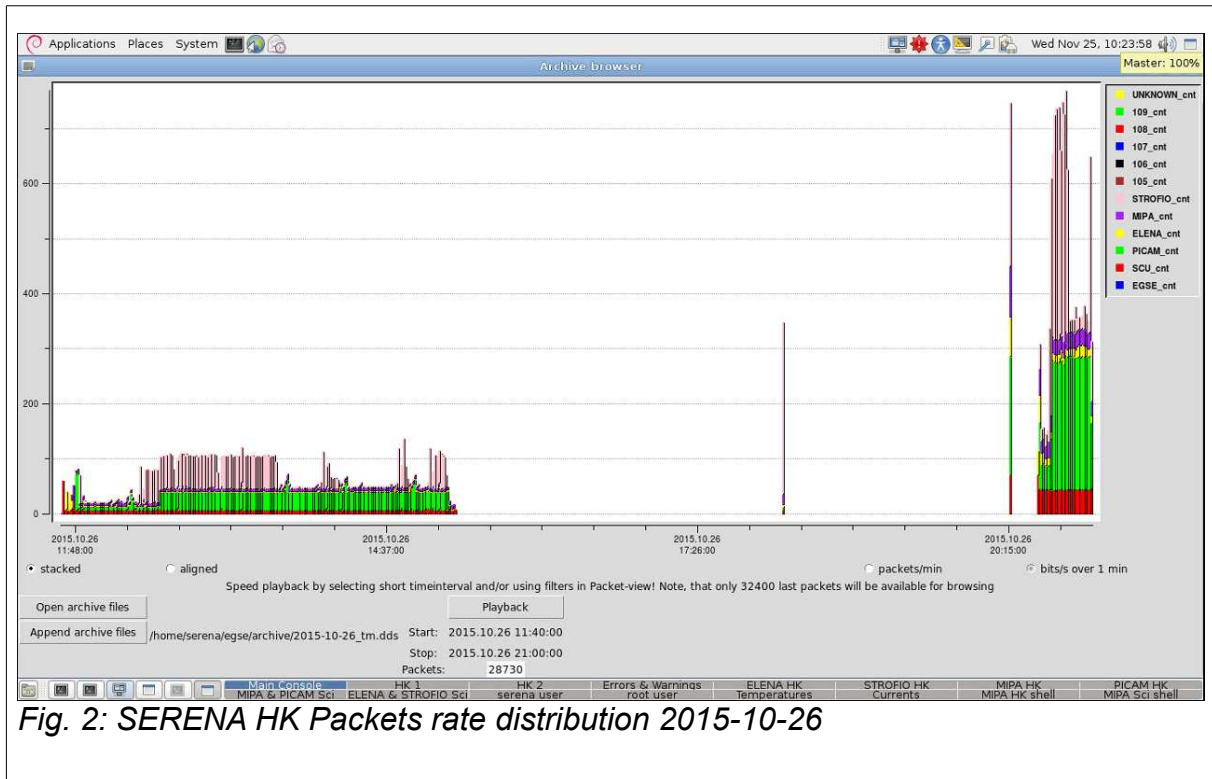 Applications Places System
Wed Nov 25, 10:23:58
Archive browser
Master: 100%
UNKNOWN_cnt
109_cnt
108_cnt
107_cnt
106_cnt
105_cnt
STROFIO_cnt
MIPA_cnt
ELENA_cnt
PICAM_cnt
SCU_cnt
EGSE_cnt
600
400
200
0
2015.10.26 2015.10.26 2015.10.26 2015.10.26
11:48:00 14:37:00 17:26:00 20:15:00
stacked aligned packets/min bits/s over 1 min
Speed playback by selecting short timeinterval and/or using filters in Packet-view! Note, that only 32400 last packets will be available for browsing
Open archive files Playback
Append archive files /home/serena/egse/archive/2015-10-26_tm.dds Start: 2015.10.26 11:40:00
Stop: 2015.10.26 21:00:00
Packets: 28730
Main Console HK 1 HK 2 Errors & Warnings ELENA HK STROFIO HK MIPA HK PICAM HK
MIPA & PICAM Sci ELENA & STROFIO Sci serena user root user Temperatures Currents MIPA HK shell MIPA Sci shell
Fig. 2: SERENA HK Packets rate distribution 2015-10-26